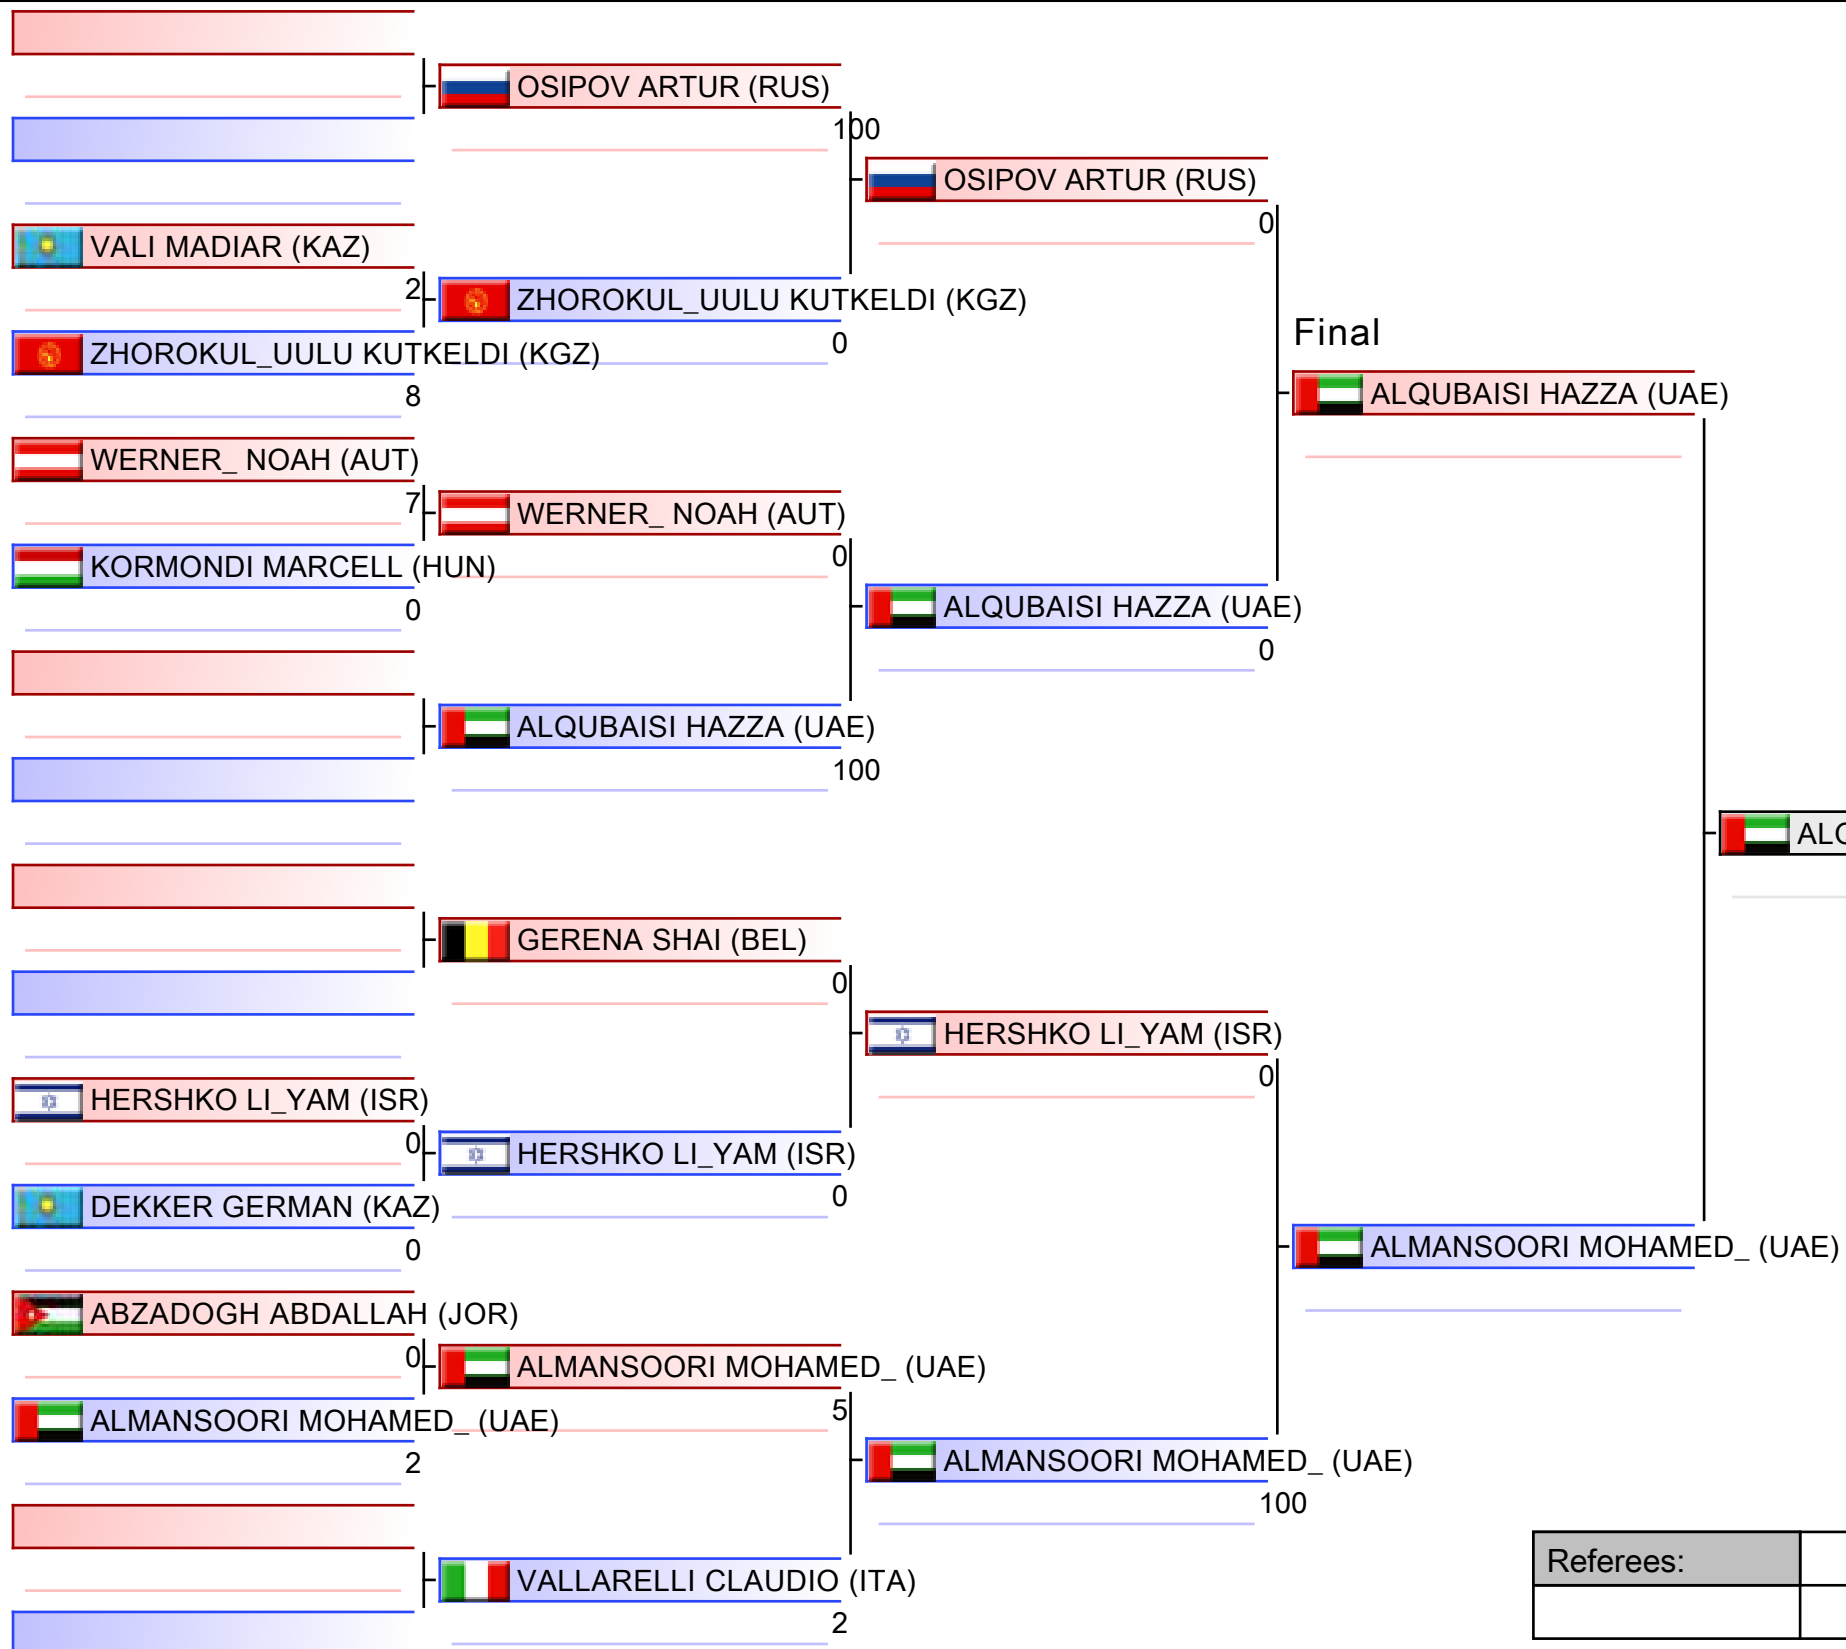 OSIPOV ARTUR (RUS)
100
OSIPOV ARTUR (RUS)
0
VALI MADIAR (KAZ)
2
ZHOROKUL_UULU KUTKELDI (KGZ)
0
ZHOROKUL_UULU KUTKELDI (KGZ)
8
Final
ALQUBAISI HAZZA (UAE)
WERNER_ NOAH (AUT)
7
WERNER_ NOAH (AUT)
0
KORMONDI MARCELL (HUN)
0
ALQUBAISI HAZZA (UAE)
0
ALQUBAISI HAZZA (UAE)
100
GERENA SHAI (BEL)
0
HERSHKO LI_YAM (ISR)
0
HERSHKO LI_YAM (ISR)
0
HERSHKO LI_YAM (ISR)
0
DEKKER GERMAN (KAZ)
0
ALMANSOORI MOHAMED_ (UAE)
ABZADOGH ABDALLAH (JOR)
0
ALMANSOORI MOHAMED_ (UAE)
5
ALMANSOORI MOHAMED_ (UAE)
2
ALMANSOORI MOHAMED_ (UAE)
100
VALLARELLI CLAUDIO (ITA)
2
Referees: